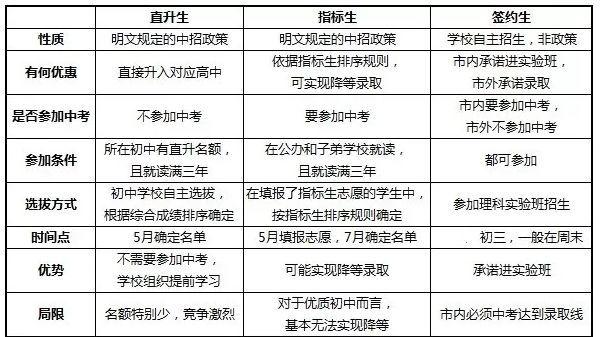 直升生 指标生 签约生
性质 明文规定的中招政策 明文规定的中招政策 学校自主招生，非政策
有何优惠 直接升入对应高中 依据指标生排序规则， 市内承诺进实验班，
可实现降等录取 市外承诺录取
是否参加中考 不参加中考 要参加中考 市内要参加中考，
市外不参加中考
参加条件 所在初中有直升名额， 在公办和子弟学校就读， 都可参加
且就读满三年 且就读满三年
选拔方式 初中学校自主选拔， 在填报了指标生志愿的学生中， 参加理科实验班招生
根据综合成绩排序确定 按指标生排序规则确定
时间点 5月确定名单 5月填报志愿，7月确定名单 初三，一般在周末
优势 不需要参加中考， 可能实现降等录取 承诺进实验班
学校组织提前学习
局限 名额特别少，竞争激烈 对于优质初中而言， 市内必须中考达到录取线
基本无法实现降等